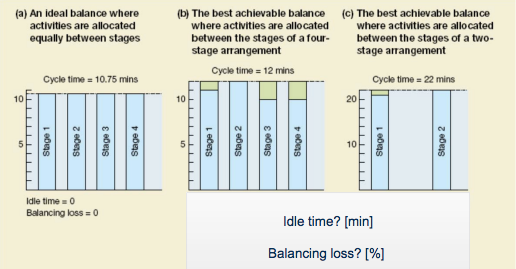 (a) An ideal balance where
activities are allocated
equally between stages
Cycle time = 10.75 mins
10
5
Stage 1
Stage 2
Stage 3
Stage 4
Idle time = 0
Balancing loss = 0
(b) The best achievable balance
where activities are allocated
between the stages of a four-
stage arrangement
Cycle time = 12 mins
10
5
Stage 1
Stage 2
Stage 3
Stage 4
(c) The best achievable balance
where activities are allocated
between the stages of a two-
stage arrangement
Cycle time = 22 mins
20
10
Stage 1
Stage 2
Idle time? [min]
Balancing loss? [%]